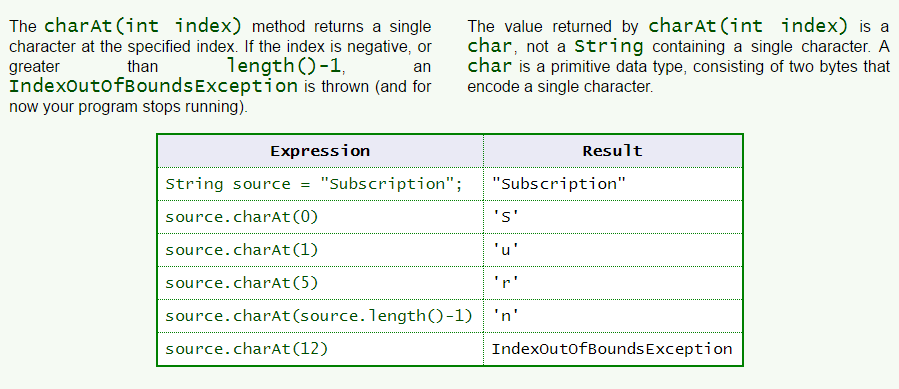 The charAt(int index) method returns a single
character at the specified index. If the index is negative, or
greater than length()-1, an
IndexOutOfBoundsException is thrown (and for
now your program stops running).
The value returned by charAt(int index) is a
char, not a String containing a single character. A
char is a primitive data type, consisting of two bytes that
encode a single character.
Expression Result
String source = "Subscription"; "Subscription"
source.charAt(0) 'S'
source.charAt(1) 'u'
source.charAt(5) 'r'
source.charAt(source.length()-1) 'n'
source.charAt(12) IndexOutOfBoundsException